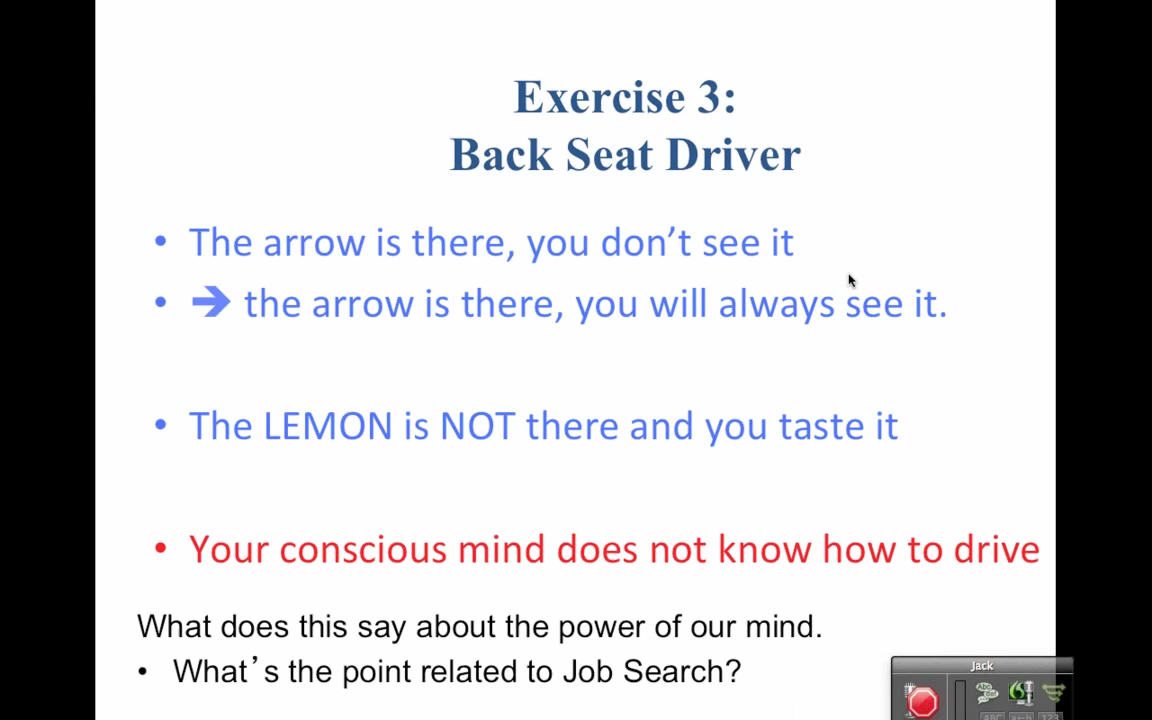 Exercise 3:
Back Seat Driver
• The arrow is there, you don’t see it
• ➔ the arrow is there, you will always see it.
• The LEMON is NOT there and you taste it
• Your conscious mind does not know how to drive
What does this say about the power of our mind.
• What’s the point related to Job Search?
Jack